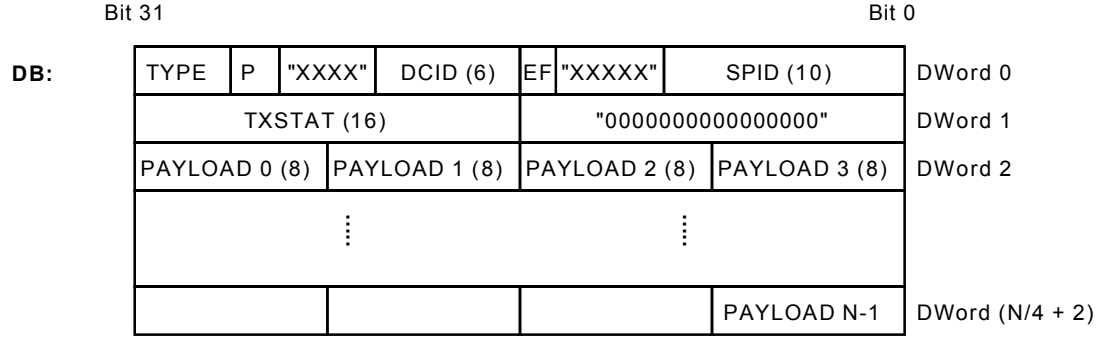 Bit 31 Bit 0
DB: TYPE P "XXXX" DCID (6) EF "XXXXX" SPID (10) DWord 0
TXSTAT (16) "0000000000000000" DWord 1
PAYLOAD 0 (8) PAYLOAD 1 (8) PAYLOAD 2 (8) PAYLOAD 3 (8) DWord 2
PAYLOAD N-1 DWord (N/4 + 2)